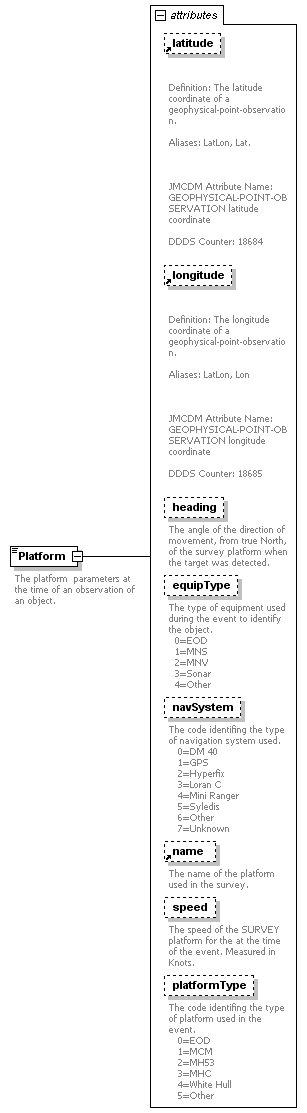 attributes
latitude
Definition: The latitude
coordinate of a
geophysical-point-observatio
n.
Aliases: LatLon, Lat.
JMCDM Attribute Name:
GEOPHYSICAL-POINT-OB
SERVATION latitude
coordinate
DDDS Counter: 18684
longitude
Definition: The longitude
coordinate of a
geophysical-point-observatio
n.
Aliases: LatLon, Lon
JMCDM Attribute Name:
GEOPHYSICAL-POINT-OB
SERVATION longitude
coordinate
DDDS Counter: 18685
heading
The angle of the direction of
movement, from true North,
of the survey platform when
the target was detected.
Platform
The platform parameters at
the time of an observation of
an object.
equipType
The type of equipment used
during the event to identify
the object.
0=EOD
1=MNS
2=MNV
3=Sonar
4=Other
navSystem
The code identifing the type
of navigation system used.
0=DM 40
1=GPS
2=Hyperfix
3=Loran C
4=Mini Ranger
5=Syledis
6=Other
7=Unknown
name
The name of the platform
used in the survey.
speed
The speed of the SURVEY
platform for the at the time
of the event. Measured in
Knots.
platformType
The code identifing the type
of platform used in the
event.
0=EOD
1=MCM
2=MH53
3=MHC
4=White Hull
5=Other